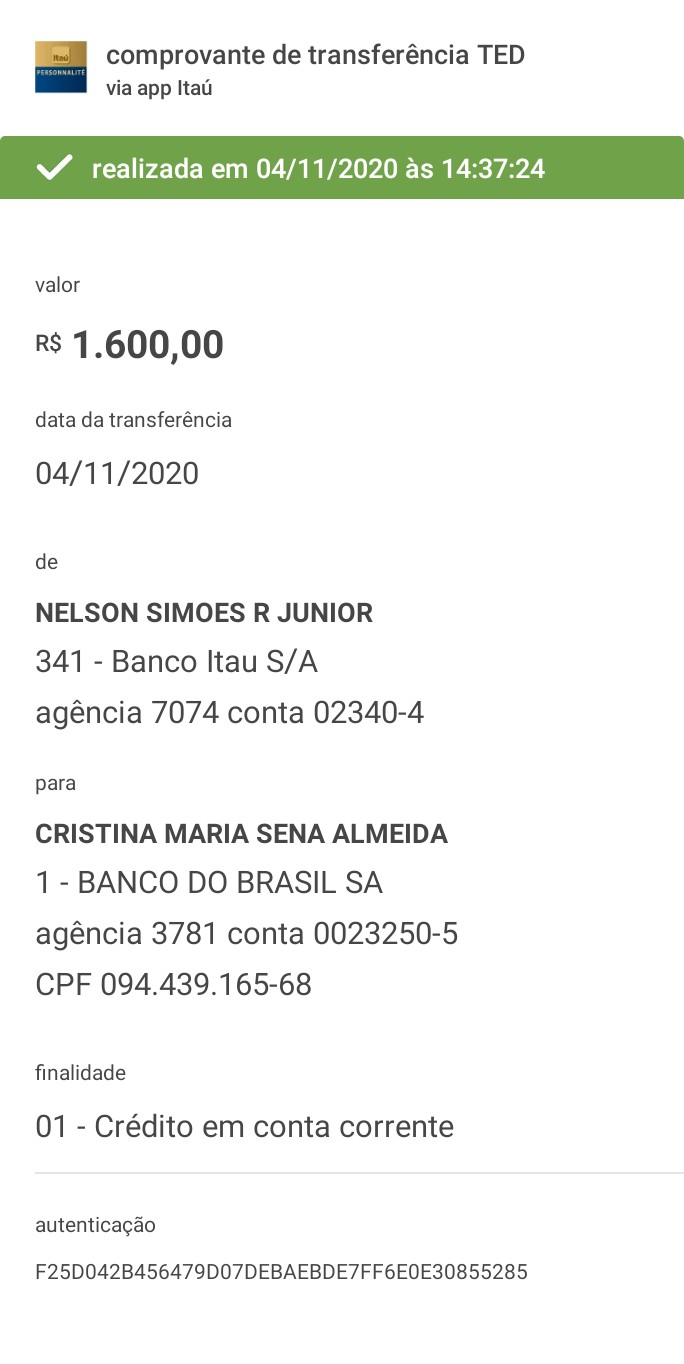 Itaú
PERSONNALITÉ
comprovante de transferência TED
via app Itaú
realizada em 04/11/2020 às 14:37:24
valor
R$ 1.600,00
data da transferência
04/11/2020
de
NELSON SIMOES R JUNIOR
341 - Banco Itau S/A
agência 7074 conta 02340-4
para
CRISTINA MARIA SENA ALMEIDA
1 - BANCO DO BRASIL SA
agência 3781 conta 0023250-5
CPF 094.439.165-68
finalidade
01 - Crédito em conta corrente
autenticação
F25D042B456479D07DEBAEBDE7FF6E0E30855285